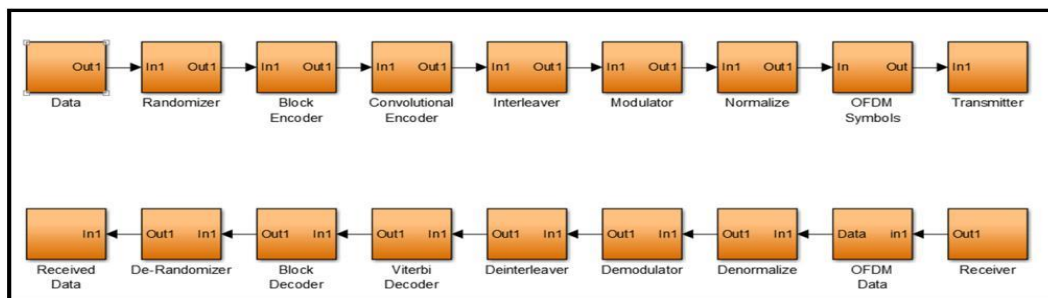 Out1 In1 Out1 In1 Out1 In1 Out1 In1 Out1 In1 Out1 In1 Out1 In Out In1
Data Randomizer Block Convolutional Interleaver Modulator Normalize OFDM Transmitter
Encoder Encoder Symbols
In1 Out1 In1 Out1 In1 Out1 In1 Out1 In1 Out1 In1 Out1 In1 Data in1 Out1
Received De-Randomizer Block Viterbi Deinterleaver Demodulator Denormalize OFDM Receiver
Data Decoder Decoder Data